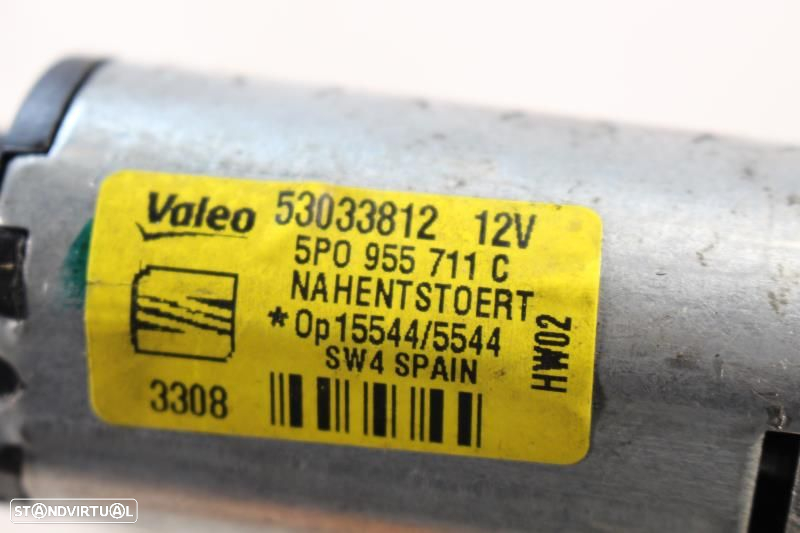 Valeo 53033812 12V
5P0 955 711 C
NAHENTSTOERT
*Op15544/5544
SW4 SPAIN
HW02
3308
STANDVIRTUAL